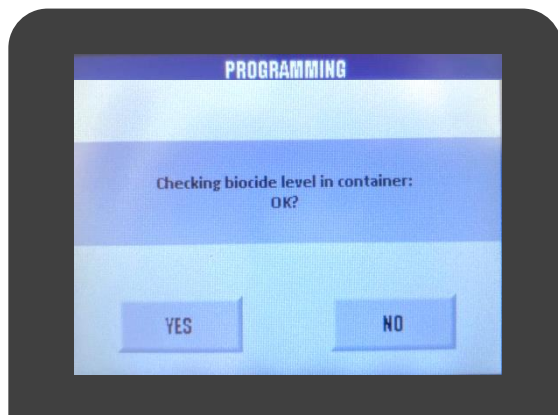 PROGRAMMING
Checking biocide level in container:
OK?
YES
NO